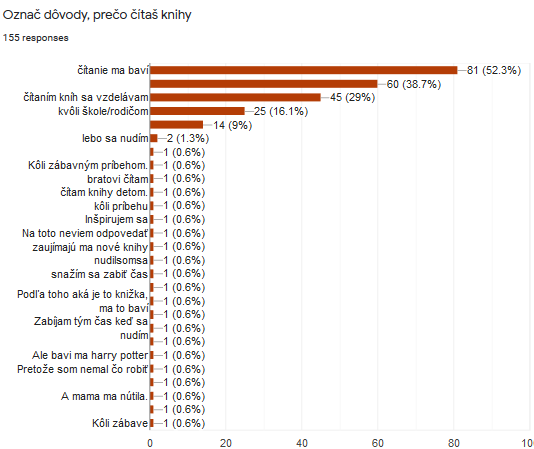 Označ dôvody, prečo čítaš knihy
155 responses
čítanie ma baví 81 (52.3%)
60 (38.7%)
čítaním kníh sa vzdelávam 45 (29%)
kvôli škole/rodičom 25 (16.1%)
14 (9%)
lebo sa nudím 2 (1.3%)
1 (0.6%)
Kôli zábavným príbehom. 1 (0.6%)
bratovi čítam 1 (0.6%)
čítam knihy detom. 1 (0.6%)
kôli príbehu 1 (0.6%)
Inšpirujem sa 1 (0.6%)
Na toto neviem odpovedať 1 (0.6%)
zaujímajú ma nové knihy 1 (0.6%)
nudilsomsa 1 (0.6%)
snažím sa zabiť čas 1 (0.6%)
1 (0.6%)
Podľa toho aká je to knižka,
1 (0.6%)
ma to baví
1 (0.6%)
Zabíjam tým čas keď sa
1 (0.6%)
nudím
1 (0.6%)
Ale bavi ma harry potter 1 (0.6%)
Pretože som nemal čo robiť 1 (0.6%)
1 (0.6%)
A mama ma nútila. 1 (0.6%)
1 (0.6%)
Kôli zábave 1 (0.6%)
0 20 40 60 80 10